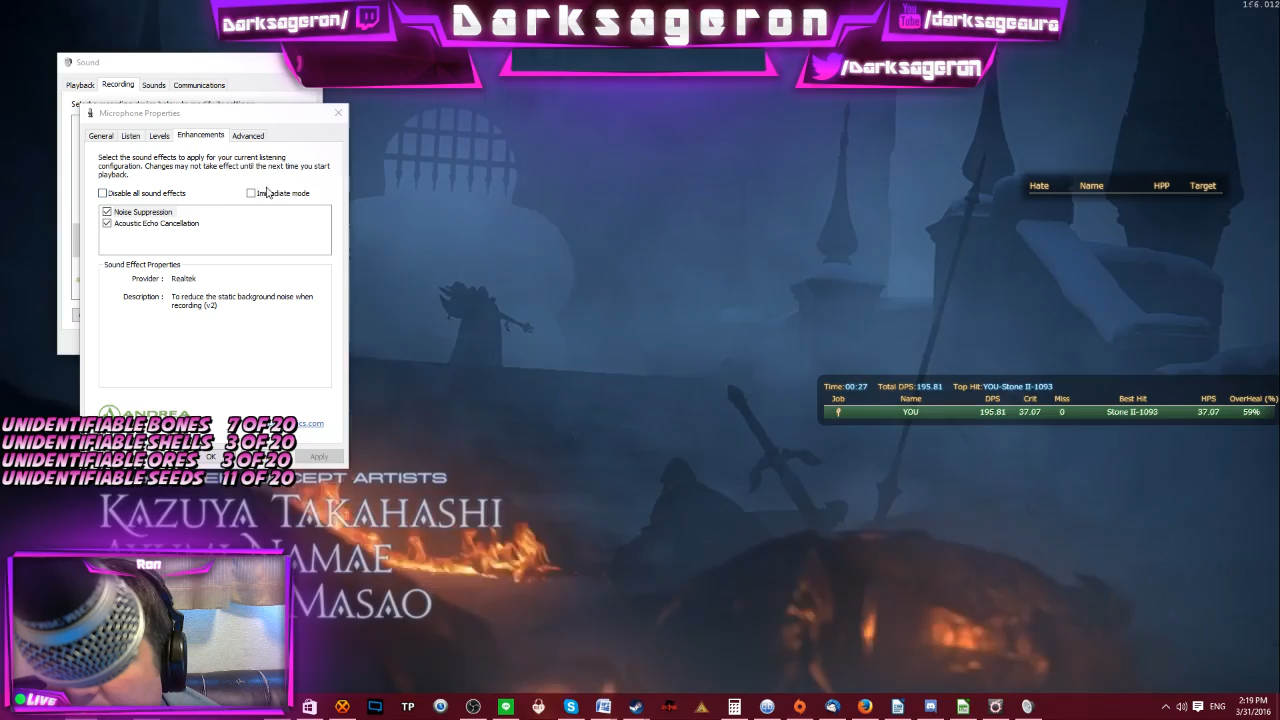 Darksageron/
Darksageron
You Tube /darksageaura
/Darksageron
Sound
Playback Recording Sounds Communications
Microphone Properties
General Listen Levels Enhancements Advanced
Select the sound effects to apply for your current listening
configuration. Changes may not take effect until the next time you start
playback.
Disable all sound effects
Noise Suppression
Acoustic Echo Cancellation
Sound Effect Properties
Provider : Realtek
Description : To reduce the static background noise when
recording (v2)
ANDREA
OK Apply
UNIDENTIFIABLE BONES 7 OF 20
UNIDENTIFIABLE SHELLS 3 OF 20
UNIDENTIFIABLE ORES 3 OF 20
UNIDENTIFIABLE SEEDS 11 OF 20
ARTISTS
KAZUYA TAKAHASHI
NAMAE
MASAO
Ron
LIVE
Hate Name HPP Target
Time:00:27 Total DPS:195.81 Top Hit:YOU-Stone II-1093
Job Name DPS Crit Miss Best Hit HPS OverHeal (%)
YOU 195.81 37.07 0 Stone II-1093 37.07 59%
TP
ENG
2:19 PM
3/31/2016